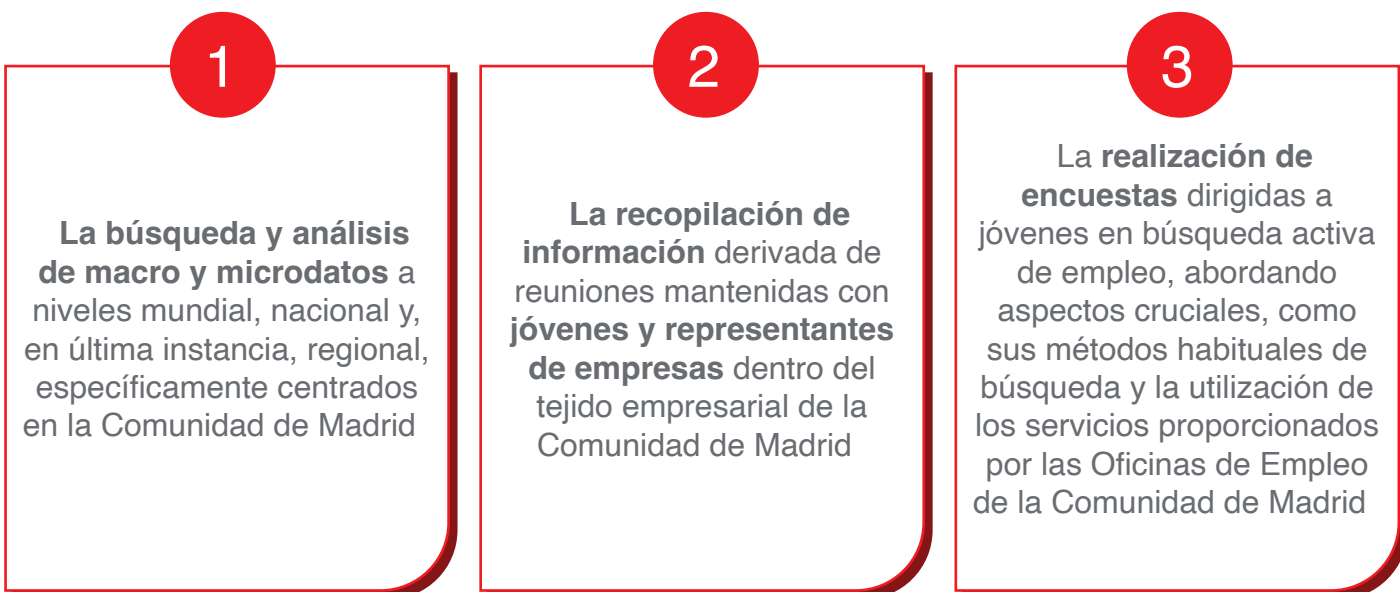 1
La búsqueda y análisis
de macro y microdatos a
niveles mundial, nacional y,
en última instancia, regional,
específicamente centrados
en la Comunidad de Madrid
2
La recopilación de
información derivada de
reuniones mantenidas con
jóvenes y representantes
de empresas dentro del
tejido empresarial de la
Comunidad de Madrid
3
La realización de
encuestas dirigidas a
jóvenes en búsqueda activa
de empleo, abordando
aspectos cruciales, como
sus métodos habituales de
búsqueda y la utilización de
los servicios proporcionados
por las Oficinas de Empleo
de la Comunidad de Madrid